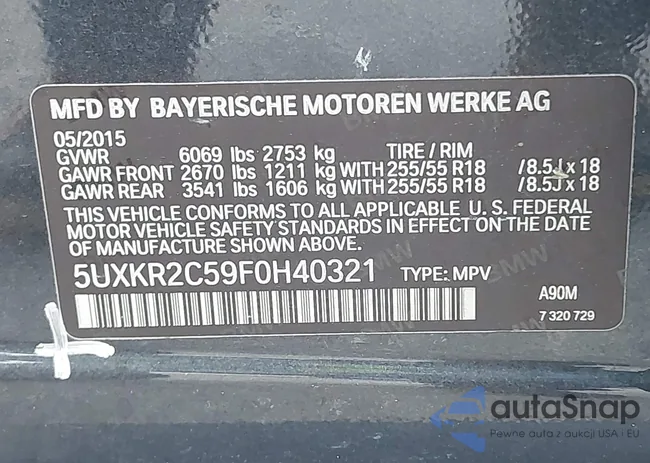 MFD BY BAYERISCHE MOTOREN WERKE AG
05/2015
GVWR 6069 lbs 2753 kg TIRE / RIM
GAWR FRONT 2670 lbs 1211 kg WITH 255/55 R18 /8.5J x 18
GAWR REAR 3541 lbs 1606 kg WITH 255/55 R18 /8.5J x 18
THIS VEHICLE CONFORMS TO ALL APPLICABLE U. S. FEDERAL
MOTOR VEHICLE SAFETY STANDARDS IN EFFECT ON THE DATE
OF MANUFACTURE SHOWN ABOVE.
5UXKR2C59F0H40321 TYPE: MPV
A90M
7 320 729
BMW
autaSnap
Pewne auta z aukcji USA i EU